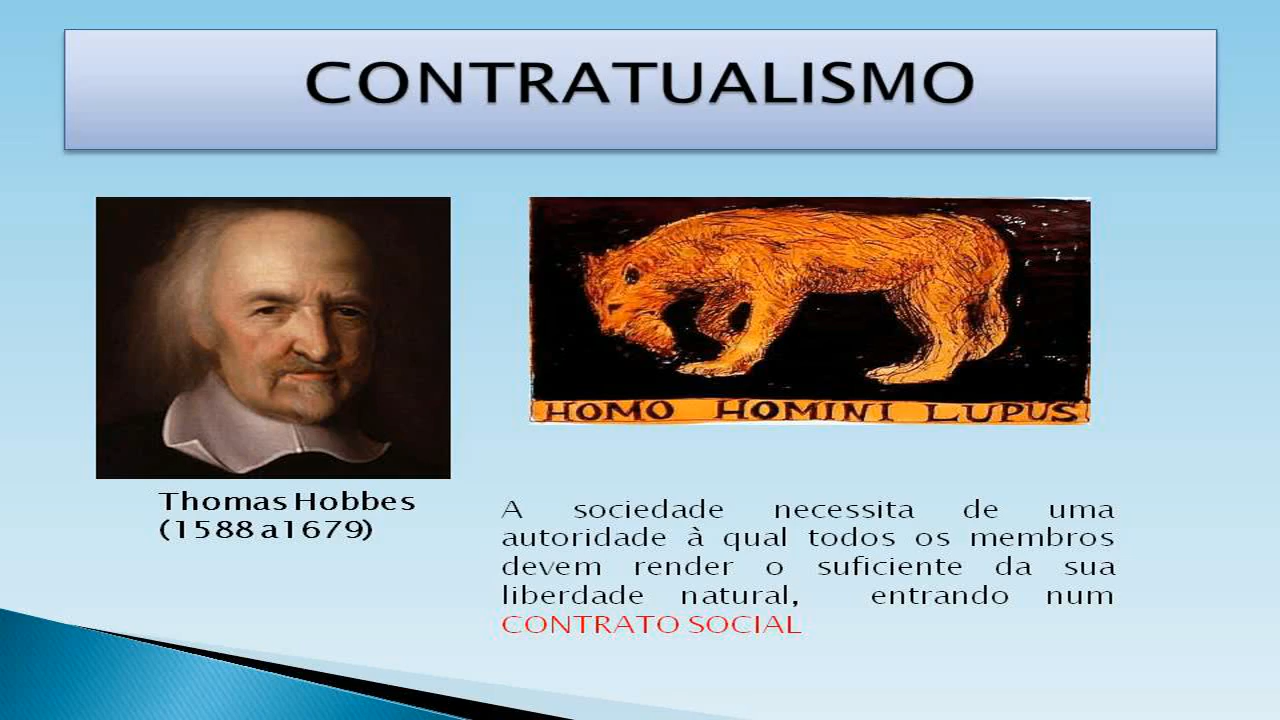 CONTRATUALISMO
HOMO HOMINI LUPUS
Thomas Hobbes
(1588 a1679)
A sociedade necessita de uma
autoridade à qual todos os membros
devem render o suficiente da sua
liberdade natural, entrando num
CONTRATO SOCIAL